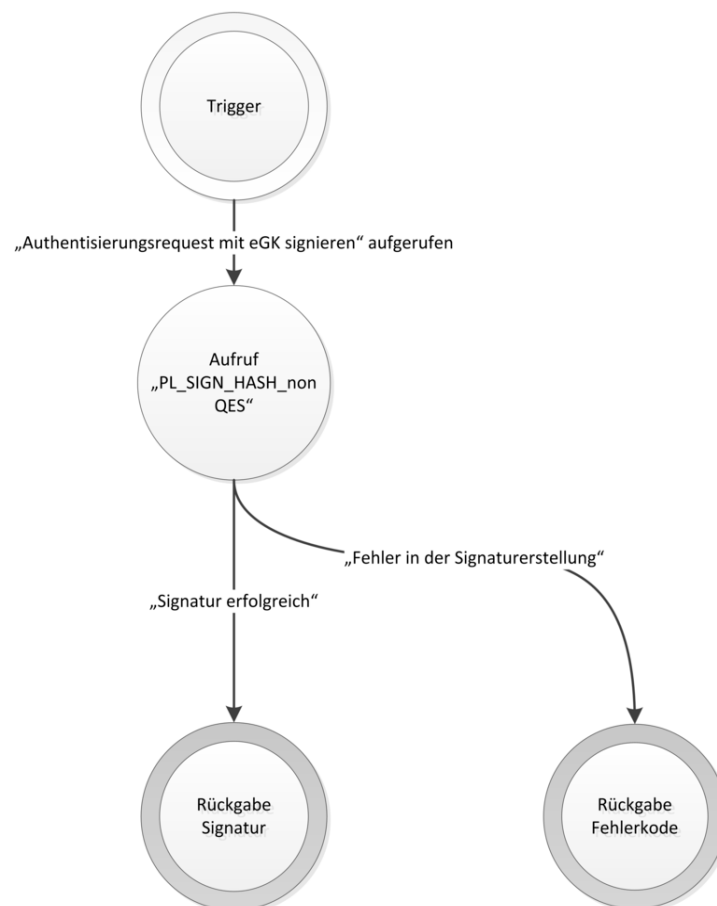 Trigger
„Authentisierungsrequest mit eGK signieren“ aufgerufen
Aufruf
„PL_SIGN_HASH_non
QES“
„Fehler in der Signaturerstellung“
„Signatur erfolgreich“
Rückgabe
Signatur
Rückgabe
Fehlerkode